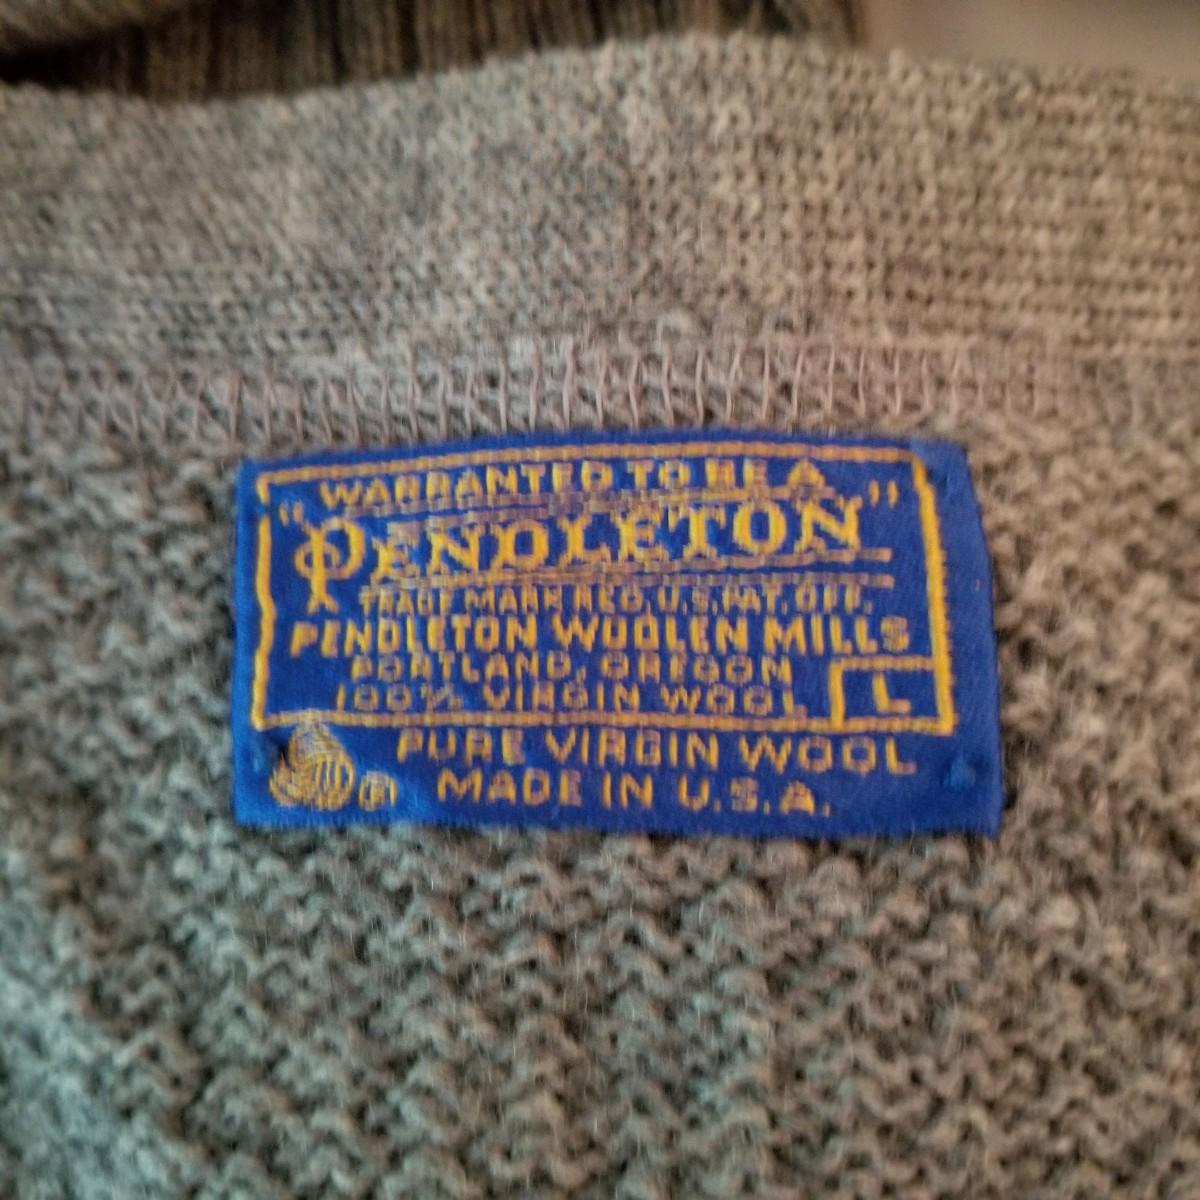 WARRANTED TO BE A
"PENDLETON"
TRADE MARK REG. U.S. PAT. OFF.
PENDLETON WOOLEN MILLS
PORTLAND, OREGON
100% VIRGIN WOOL
L
PURE VIRGIN WOOL
® MADE IN U.S.A.